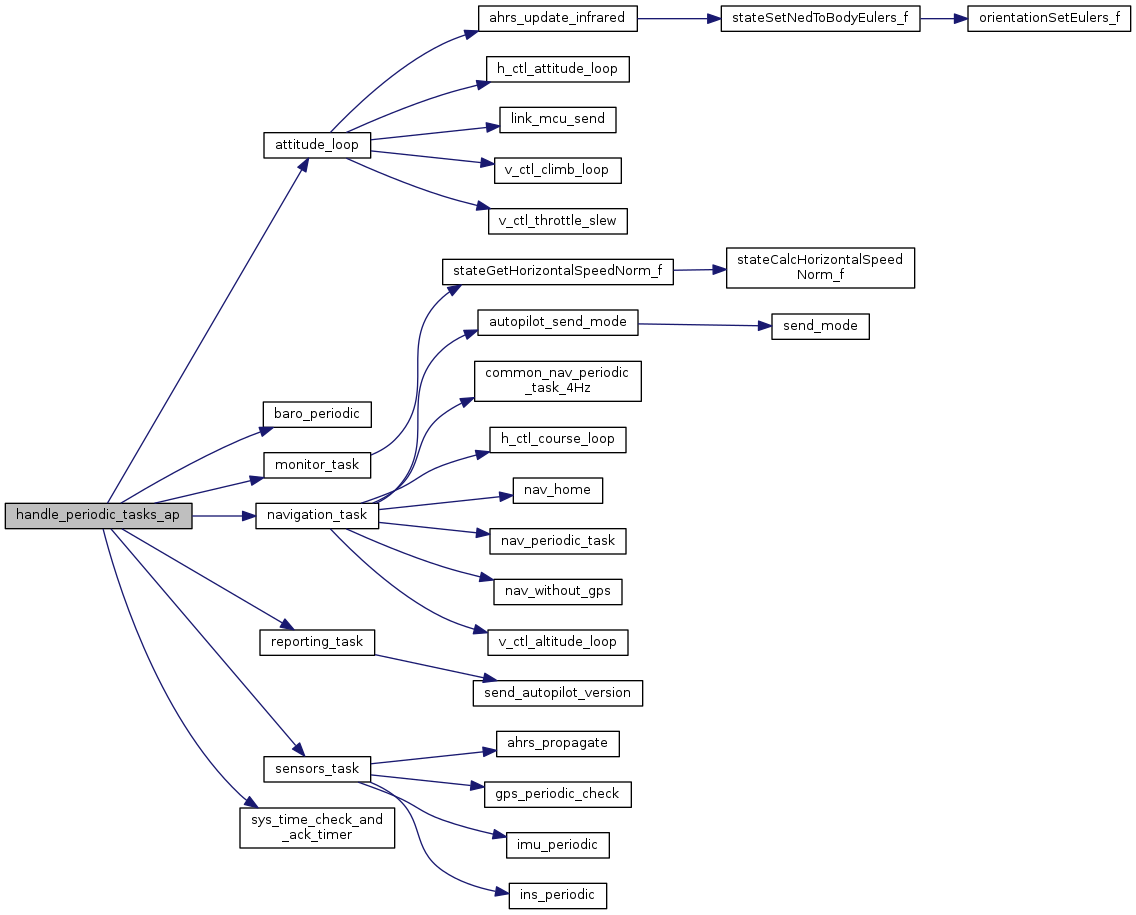 ahrs_update_infrared
stateSetNedToBodyEulers_f
orientationSetEulers_f
h_ctl_attitude_loop
link_mcu_send
attitude_loop
v_ctl_climb_loop
v_ctl_throttle_slew
stateGetHorizontalSpeedNorm_f
stateCalcHorizontalSpeed
Norm_f
autopilot_send_mode
send_mode
common_nav_periodic
_task_4Hz
baro_periodic
h_ctl_course_loop
monitor_task
nav_home
handle_periodic_tasks_ap
navigation_task
nav_periodic_task
nav_without_gps
reporting_task
v_ctl_altitude_loop
send_autopilot_version
ahrs_propagate
sensors_task
gps_periodic_check
sys_time_check_and
_ack_timer
imu_periodic
ins_periodic